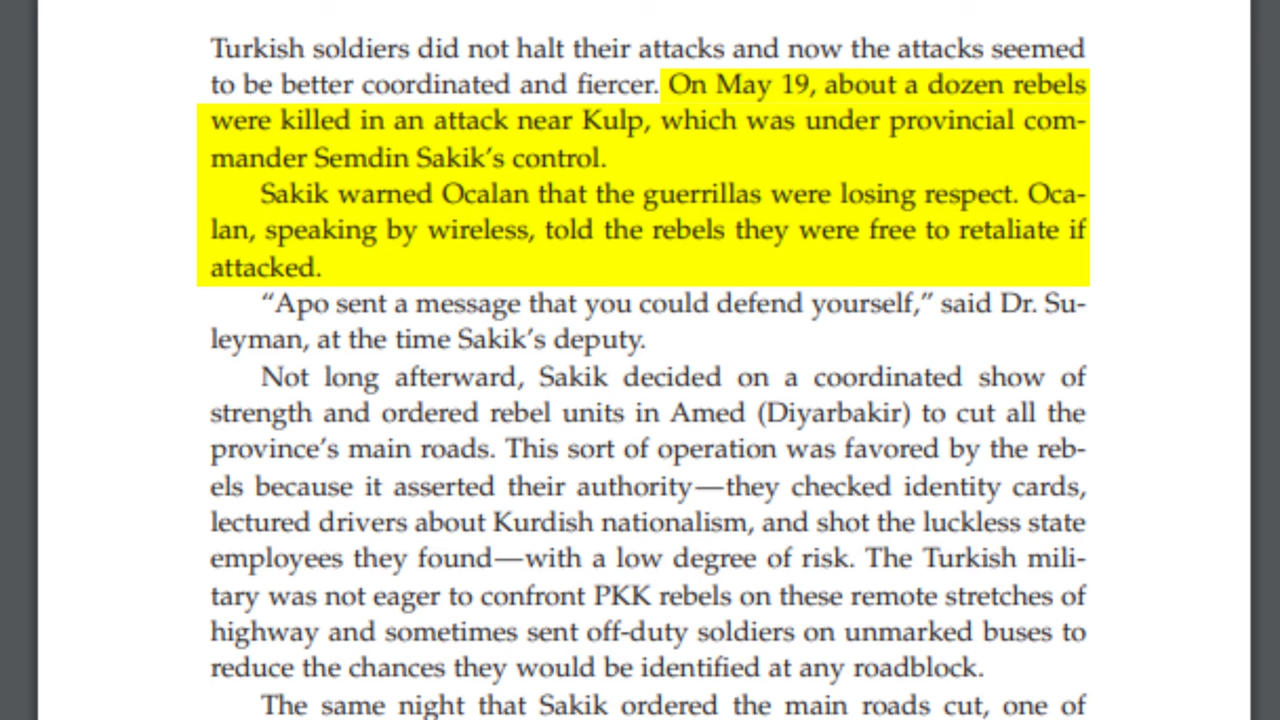 Turkish soldiers did not halt their attacks and now the attacks seemed
to be better coordinated and fiercer. On May 19, about a dozen rebels
were killed in an attack near Kulp, which was under provincial com-
mander Semdin Sakik’s control.
Sakik warned Ocalan that the guerrillas were losing respect. Oca-
lan, speaking by wireless, told the rebels they were free to retaliate if
attacked.
“Apo sent a message that you could defend yourself,” said Dr. Su-
leyman, at the time Sakik’s deputy.
Not long afterward, Sakik decided on a coordinated show of
strength and ordered rebel units in Amed (Diyarbakir) to cut all the
province’s main roads. This sort of operation was favored by the reb-
els because it asserted their authority—they checked identity cards,
lectured drivers about Kurdish nationalism, and shot the luckless state
employees they found—with a low degree of risk. The Turkish mili-
tary was not eager to confront PKK rebels on these remote stretches of
highway and sometimes sent off-duty soldiers on unmarked buses to
reduce the chances they would be identified at any roadblock.
The same night that Sakik ordered the main roads cut, one of